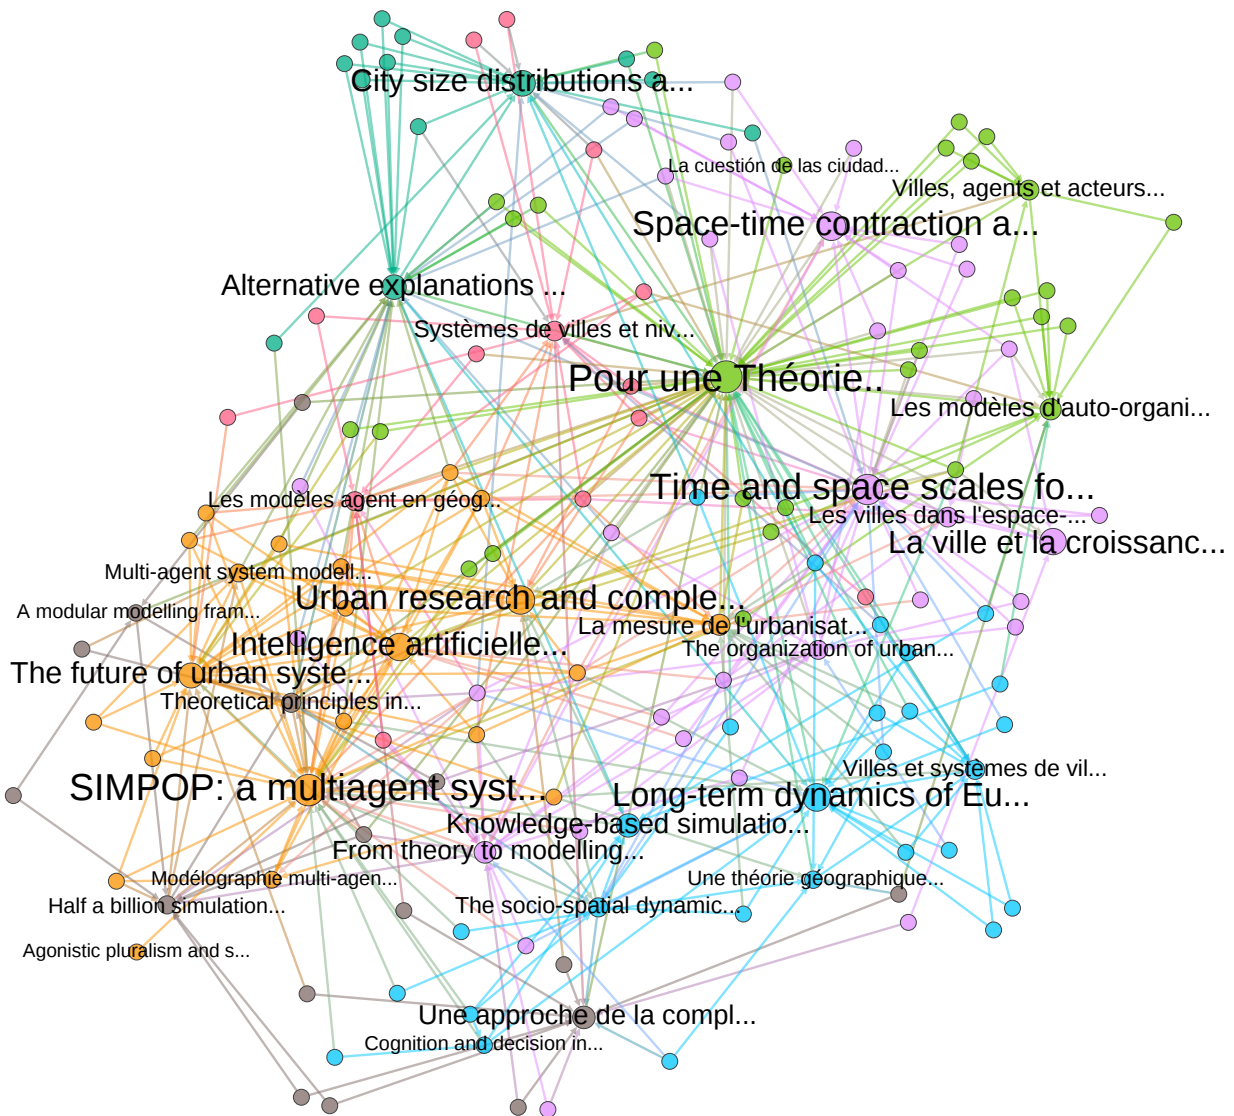 City size distributions a...
La cuestión de las ciudad...
Villes, agents et acteurs...
Space-time contraction a...
Alternative explanations ...
Systèmes de villes et niv...
Pour une Théorie..
Les modèles d'auto-organi...
Time and space scales fo...
Les modèles agent en géog...
Les villes dans l'espace-...
La ville et la croissanc...
Multi-agent system modell...
Urban research and comple...
A modular modelling fram...
La mesure de l'urbanisat...
Intelligence artificielle...
The organization of urban...
The future of urban syste...
Theoretical principles in...
Villes et systèmes de vil...
SIMPOP: a multiagent syst...
Long-term dynamics of Eu...
Knowledge-based simulatio...
From theory to modelling...
Modélographie multi-agen...
Une théorie géographique...
Half a billion simulation...
The socio-spatial dynamic...
Agonistic pluralism and s...
Une approche de la compl...
Cognition and decision in...